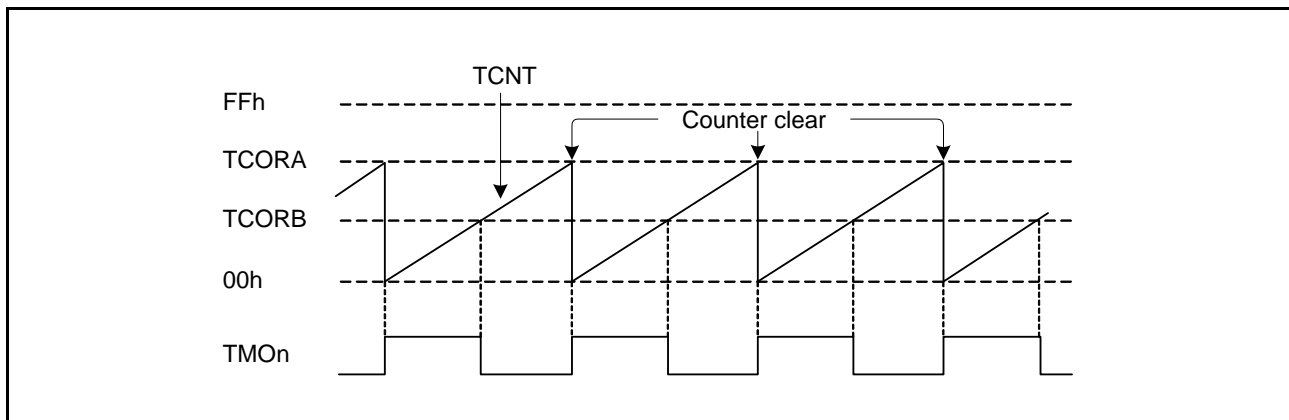 TCNT
FFh
Counter clear
TCORA
TCORB
00h
TMOn